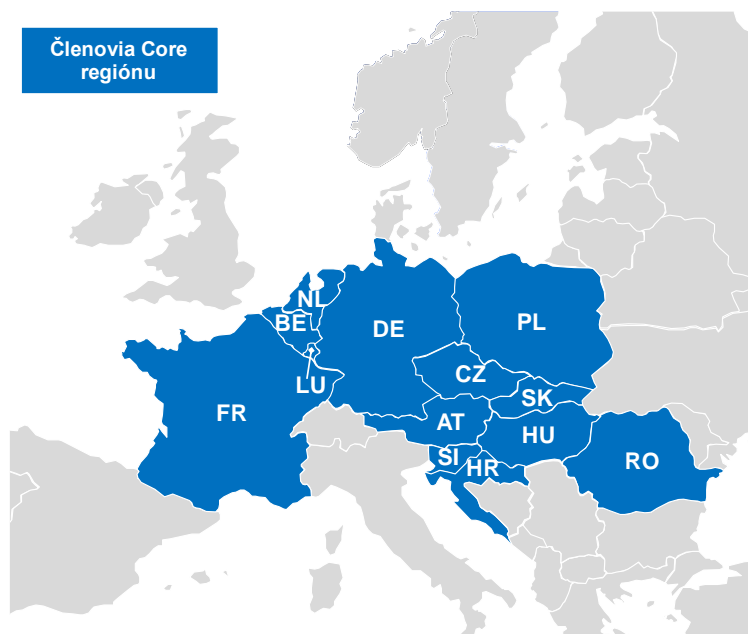 Členovia Core
regiónu
NL
BE
DE
PL
LU
CZ
SK
FR
AT
HU
SI
HR
RO